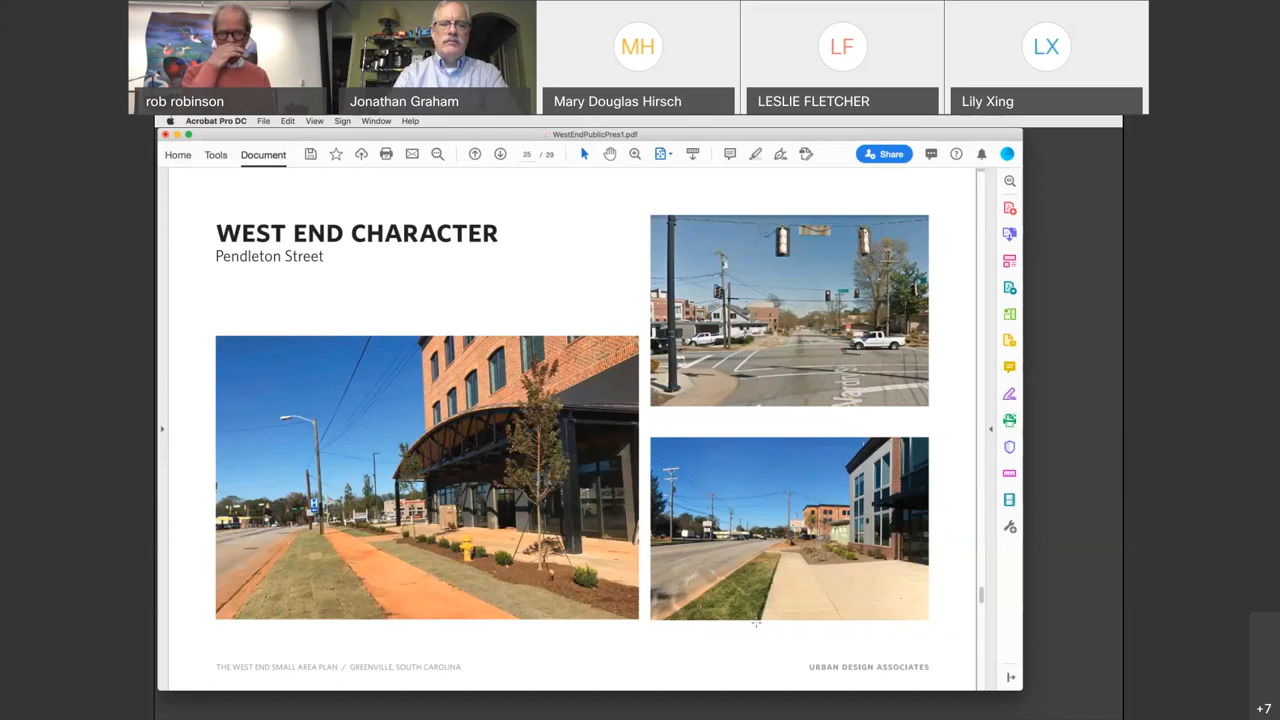 MH
LF
LX
rob robinson
Jonathan Graham
Mary Douglas Hirsch
LESLIE FLETCHER
Lily Xing
Acrobat Pro DC File Edit View Sign Window Help
WestEndPublicPres1.pdf
Home Tools Document 25 / 29 Share
WEST END CHARACTER
Pendleton Street
H
THE WEST END SMALL AREA PLAN / GREENVILLE, SOUTH CAROLINA
URBAN DESIGN ASSOCIATES
+7